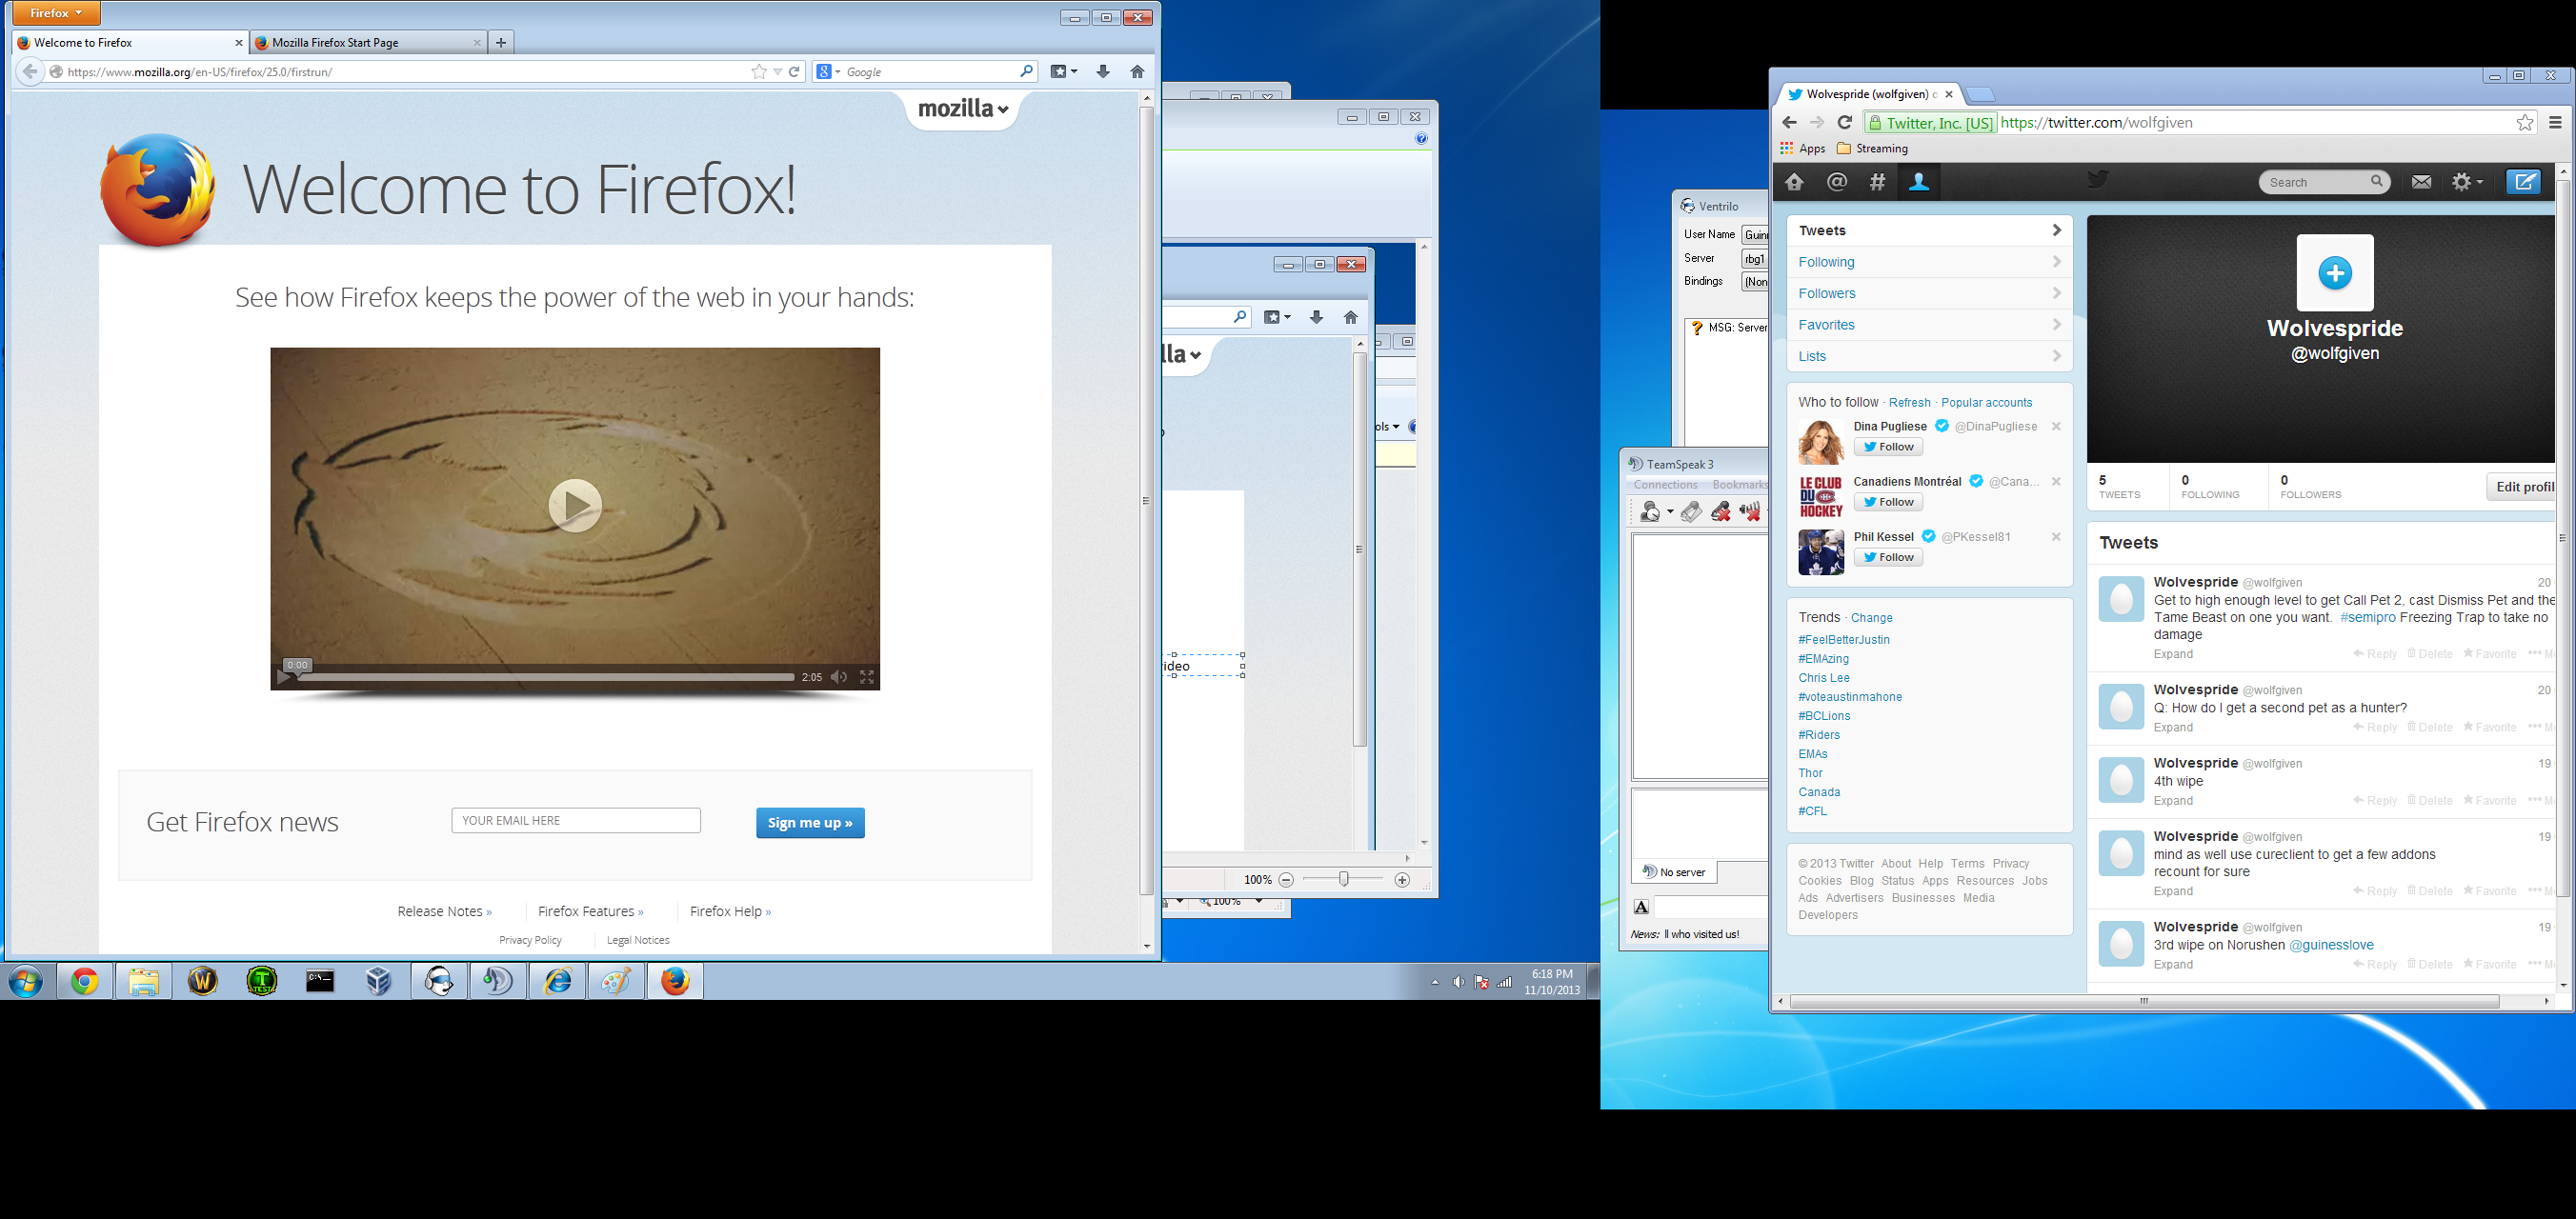 Firefox
Welcome to Firefox
Mozilla Firefox Start Page
https://www.mozilla.org/en-US/firefox/25.0/firstrun/
Google
mozilla
Welcome to Firefox!
See how Firefox keeps the power of the web in your hands:
0:00
2:05
Get Firefox news
YOUR EMAIL HERE
Sign me up »
Release Notes »
Firefox Features »
Firefox Help »
Privacy Policy
Legal Notices
lla
ols
ideo
100%
100%
C:\_
TEST
6:18 PM
11/10/2013
Ventrilo
User Name
Guin
Server
rbg1
Bindings
(Non
MSG: Server
TeamSpeak 3
Connections Bookmarks
No server
A
News: ll who visited us!
Wolvespride (wolfgiven)
Twitter, Inc. [US] https://twitter.com/wolfgiven
Apps Streaming
Search
Tweets
Following
Followers
Favorites
Lists
Who to follow · Refresh · Popular accounts
Dina Pugliese @DinaPugliese
Follow
LE CLUB
DU
HOCKEY
Canadiens Montréal @Cana...
Follow
Phil Kessel @PKessel81
Follow
Trends · Change
#FeelBetterJustin
#EMAzing
Chris Lee
#voteaustinmahone
#BCLions
#Riders
EMAs
Thor
Canada
#CFL
© 2013 Twitter About Help Terms Privacy
Cookies Blog Status Apps Resources Jobs
Ads Advertisers Businesses Media
Developers
Wolvespride
@wolfgiven
5 TWEETS
0 FOLLOWING
0 FOLLOWERS
Edit profil
Tweets
Wolvespride @wolfgiven 20
Get to high enough level to get Call Pet 2, cast Dismiss Pet and the
Tame Beast on one you want. #semipro Freezing Trap to take no
damage
Expand Reply Delete Favorite M
Wolvespride @wolfgiven 20
Q: How do I get a second pet as a hunter?
Expand Reply Delete Favorite M
Wolvespride @wolfgiven 19
4th wipe
Expand Reply Delete Favorite M
Wolvespride @wolfgiven 19
mind as well use cureclient to get a few addons
recount for sure
Expand Reply Delete Favorite M
Wolvespride @wolfgiven 19
3rd wipe on Norushen @guinesslove
Expand Reply Delete Favorite M